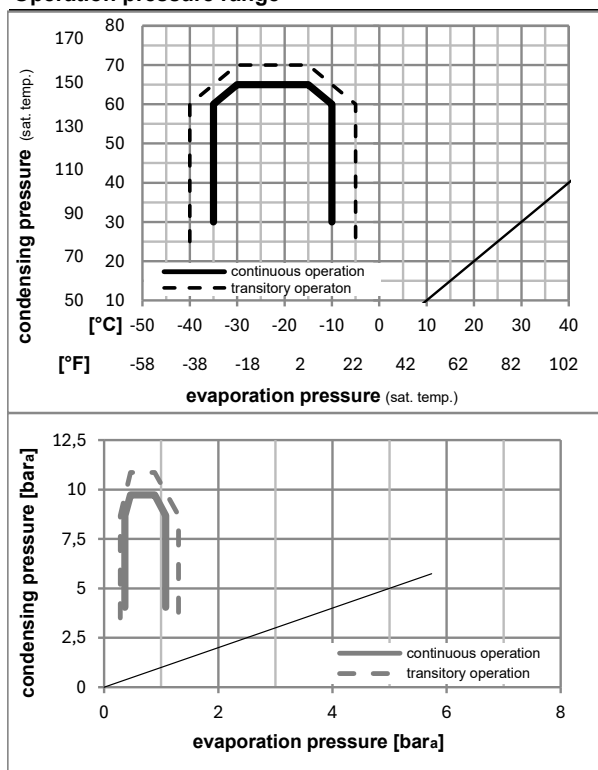 Operation pressure range
condensing pressure (sat. temp.)
170 80
150 70
130 60
50
110 40
90 30
70 20
50 10
continuous operation
transitory operaton
[°C] -50 -40 -30 -20 -10 0 10 20 30 40
[°F] -58 -38 -18 2 22 42 62 82 102
evaporation pressure (sat. temp.)
condensing pressure [bara]
12,5
10
7,5
5
2,5
0
continuous operation
transitory operation
0 2 4 6 8
evaporation pressure [bara]